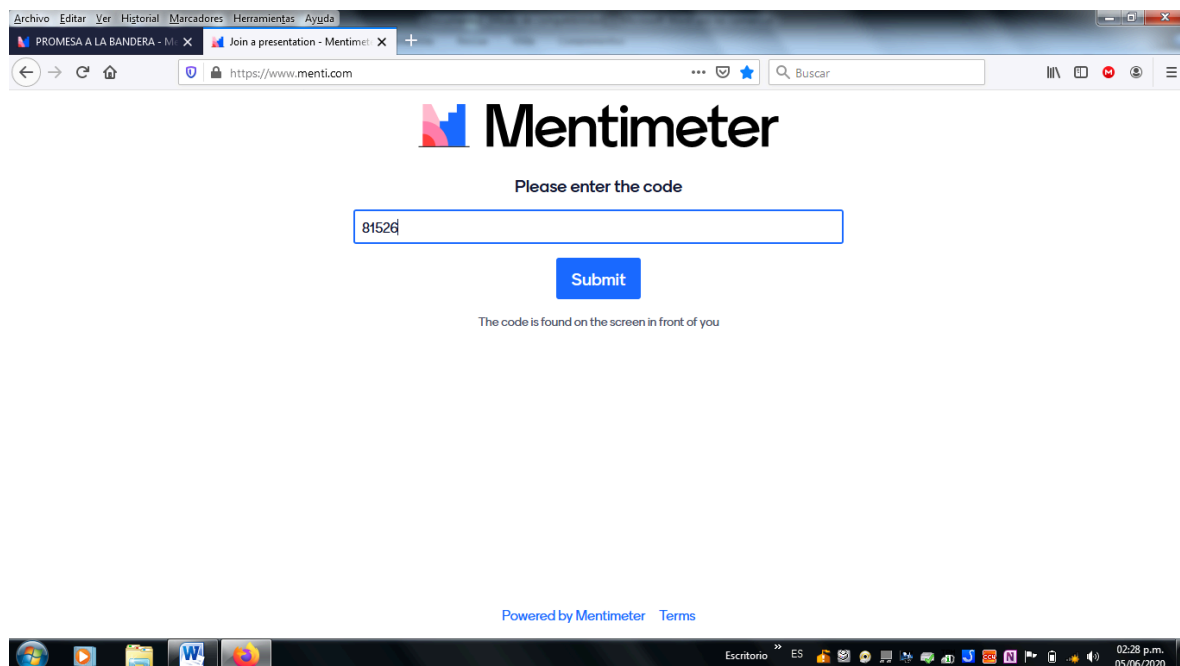 Archivo Editar Ver Historial Marcadores Herramientas Ayuda
PROMESA A LA BANDERA - Me Join a presentation - Mentimet
https://www.menti.com Buscar
Mentimeter
Please enter the code
81526
Submit
The code is found on the screen in front of you
Powered by Mentimeter Terms
Escritorio » ES 02:28 p.m.
05/06/2020